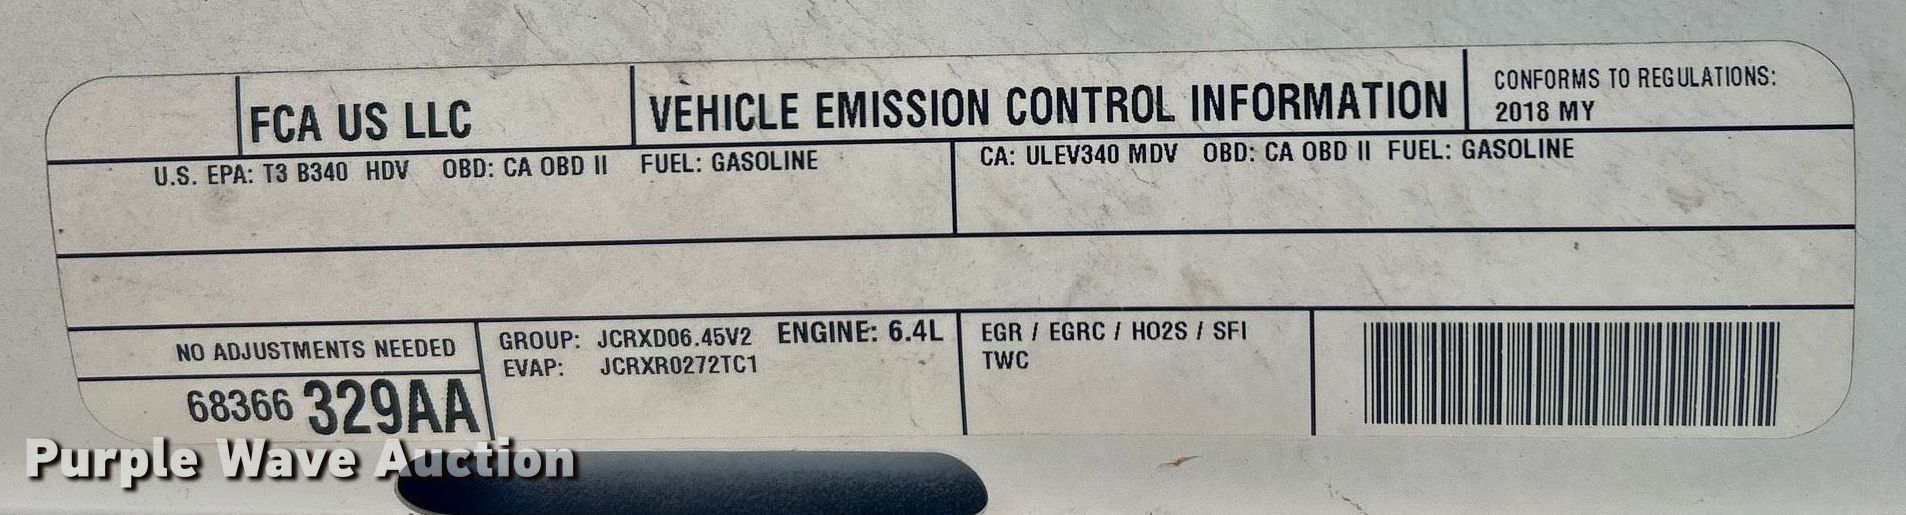 FCA US LLC
VEHICLE EMISSION CONTROL INFORMATION
CONFORMS TO REGULATIONS:
2018 MY
U.S. EPA: T3 B340 HDV OBD: CA OBD II FUEL: GASOLINE
CA: ULEV340 MDV OBD: CA OBD II FUEL: GASOLINE
NO ADJUSTMENTS NEEDED
68366 329AA
GROUP: JCRXD06.45V2 ENGINE: 6.4L
EVAP: JCRXR0272TC1
EGR / EGRC / HO2S / SFI
TWC
Purple Wave Auction